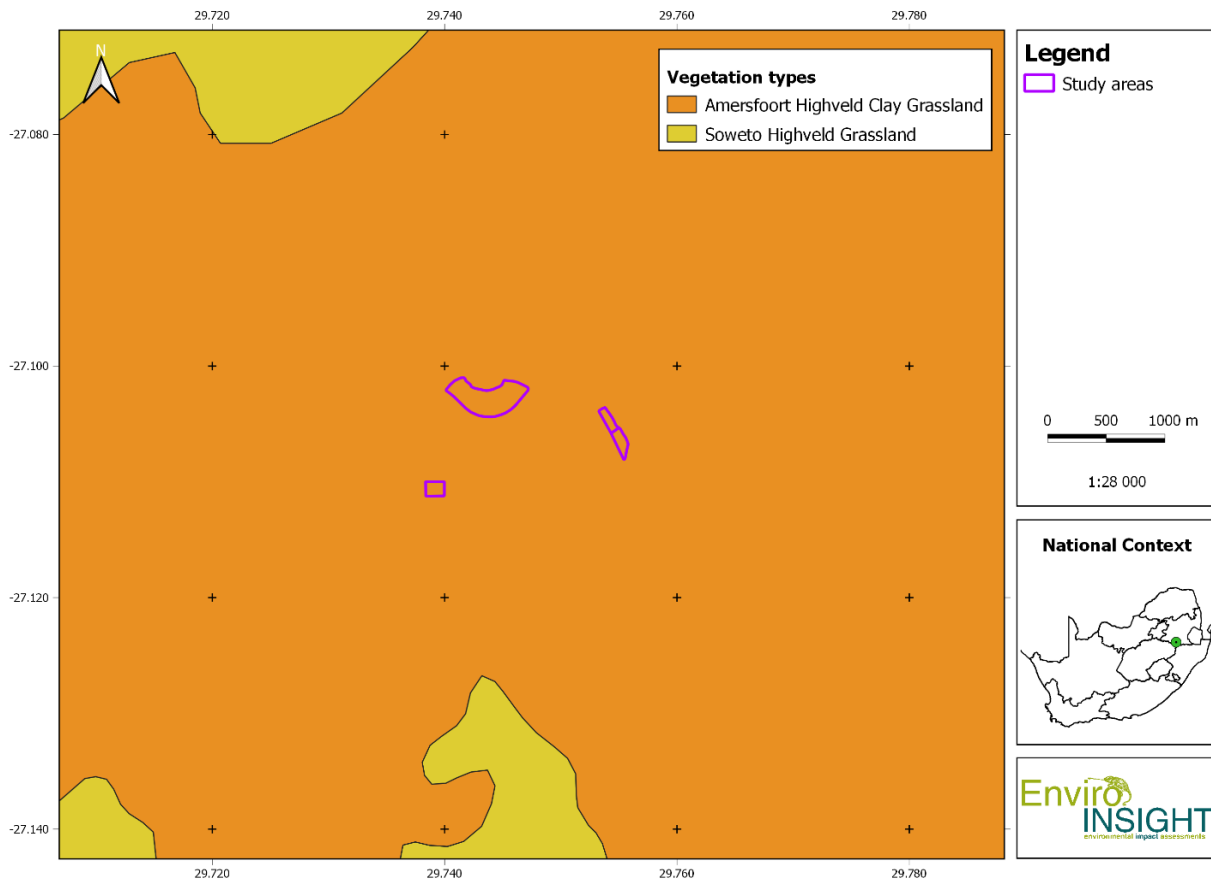 29.720
29.740
29.760
29.780
N
Vegetation types
Amersfoort Highveld Clay Grassland
Soweto Highveld Grassland
Legend
Study areas
-27.080
-27.100
-27.120
-27.140
0 500 1000 m
1:28 000
National Context
Enviro
INSIGHT
environmental impact assessments
29.720
29.740
29.760
29.780